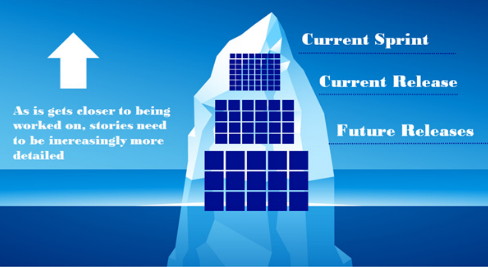 Current Sprint
Current Release
Future Releases
As is gets closer to being
worked on, stories need
to be increasingly more
detailed